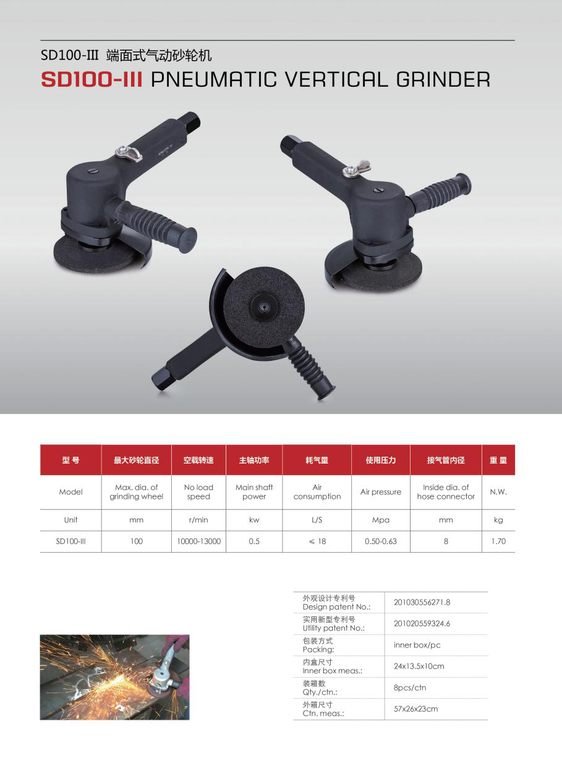 SD100-III 端面式气动砂轮机
SD100-III PNEUMATIC VERTICAL GRINDER
型 号 最大砂轮直径 空载转速 主轴功率 耗气量 使用压力 接气管内径 重 量
Model Max. dia. of grinding wheel No load speed Main shaft power Air consumption Air pressure Inside dia. of hose connector N.W.
Unit mm r/min kw L/S Mpa mm kg
SD100-III 100 10000-13000 0.5 ≤ 18 0.50-0.63 8 1.70
外观设计专利号
Design patent No.: 201030556271.8
实用新型专利号
Utility patent No.: 201020559324.6
包装方式
Packing: inner box/pc
内盒尺寸
Inner box meas.: 24x13.5x10cm
装箱数
Qty./ctn.: 8pcs/ctn
外箱尺寸
Ctn. meas.: 57x26x23cm